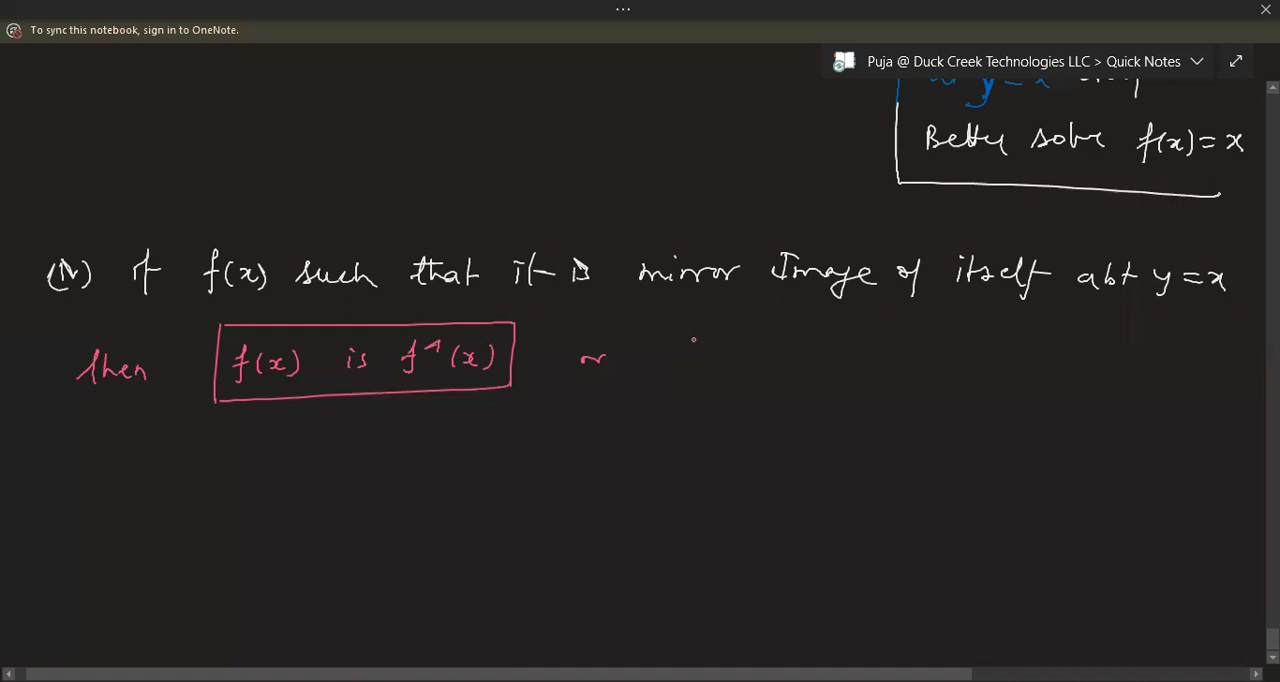 To sync this notebook, sign in to OneNote.
Puja @ Duck Creek Technologies LLC > Quick Notes
y = x
Better solve f(x) = x
(N) if f(x) such that it is mirror Image of itself abt y = x
then f(x) is f⁻¹(x) or